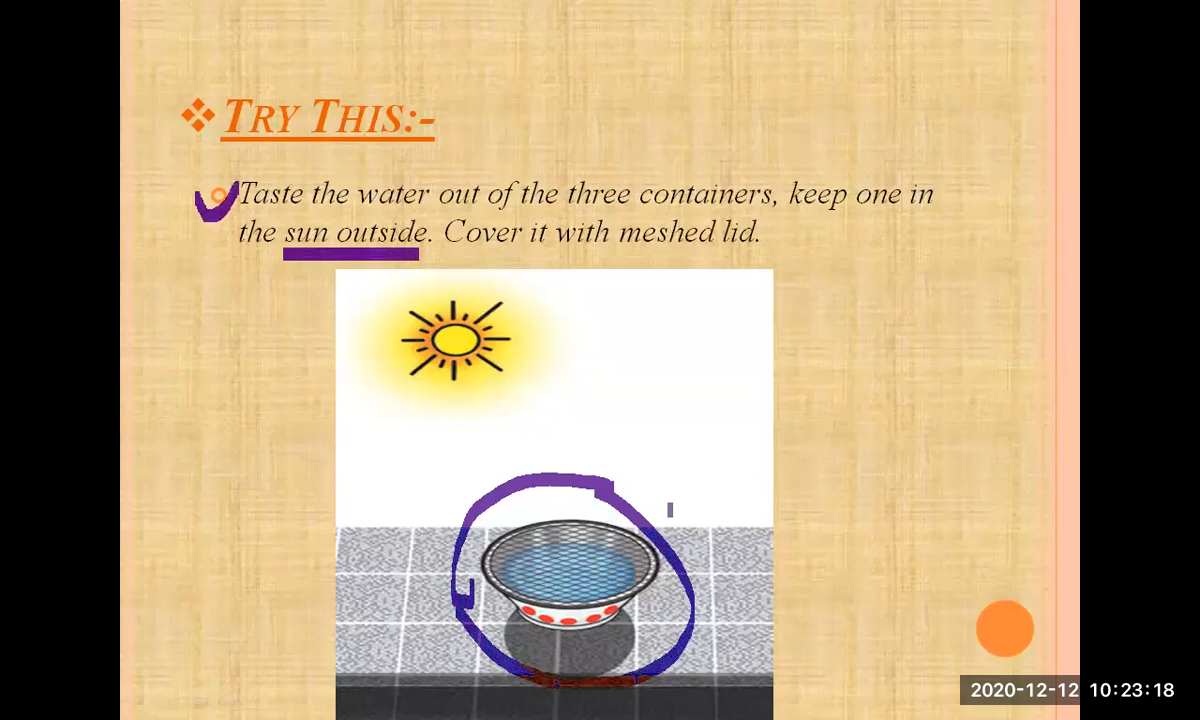 TRY THIS:-
Taste the water out of the three containers, keep one in
the sun outside. Cover it with meshed lid.
2020-12-12 10:23:18